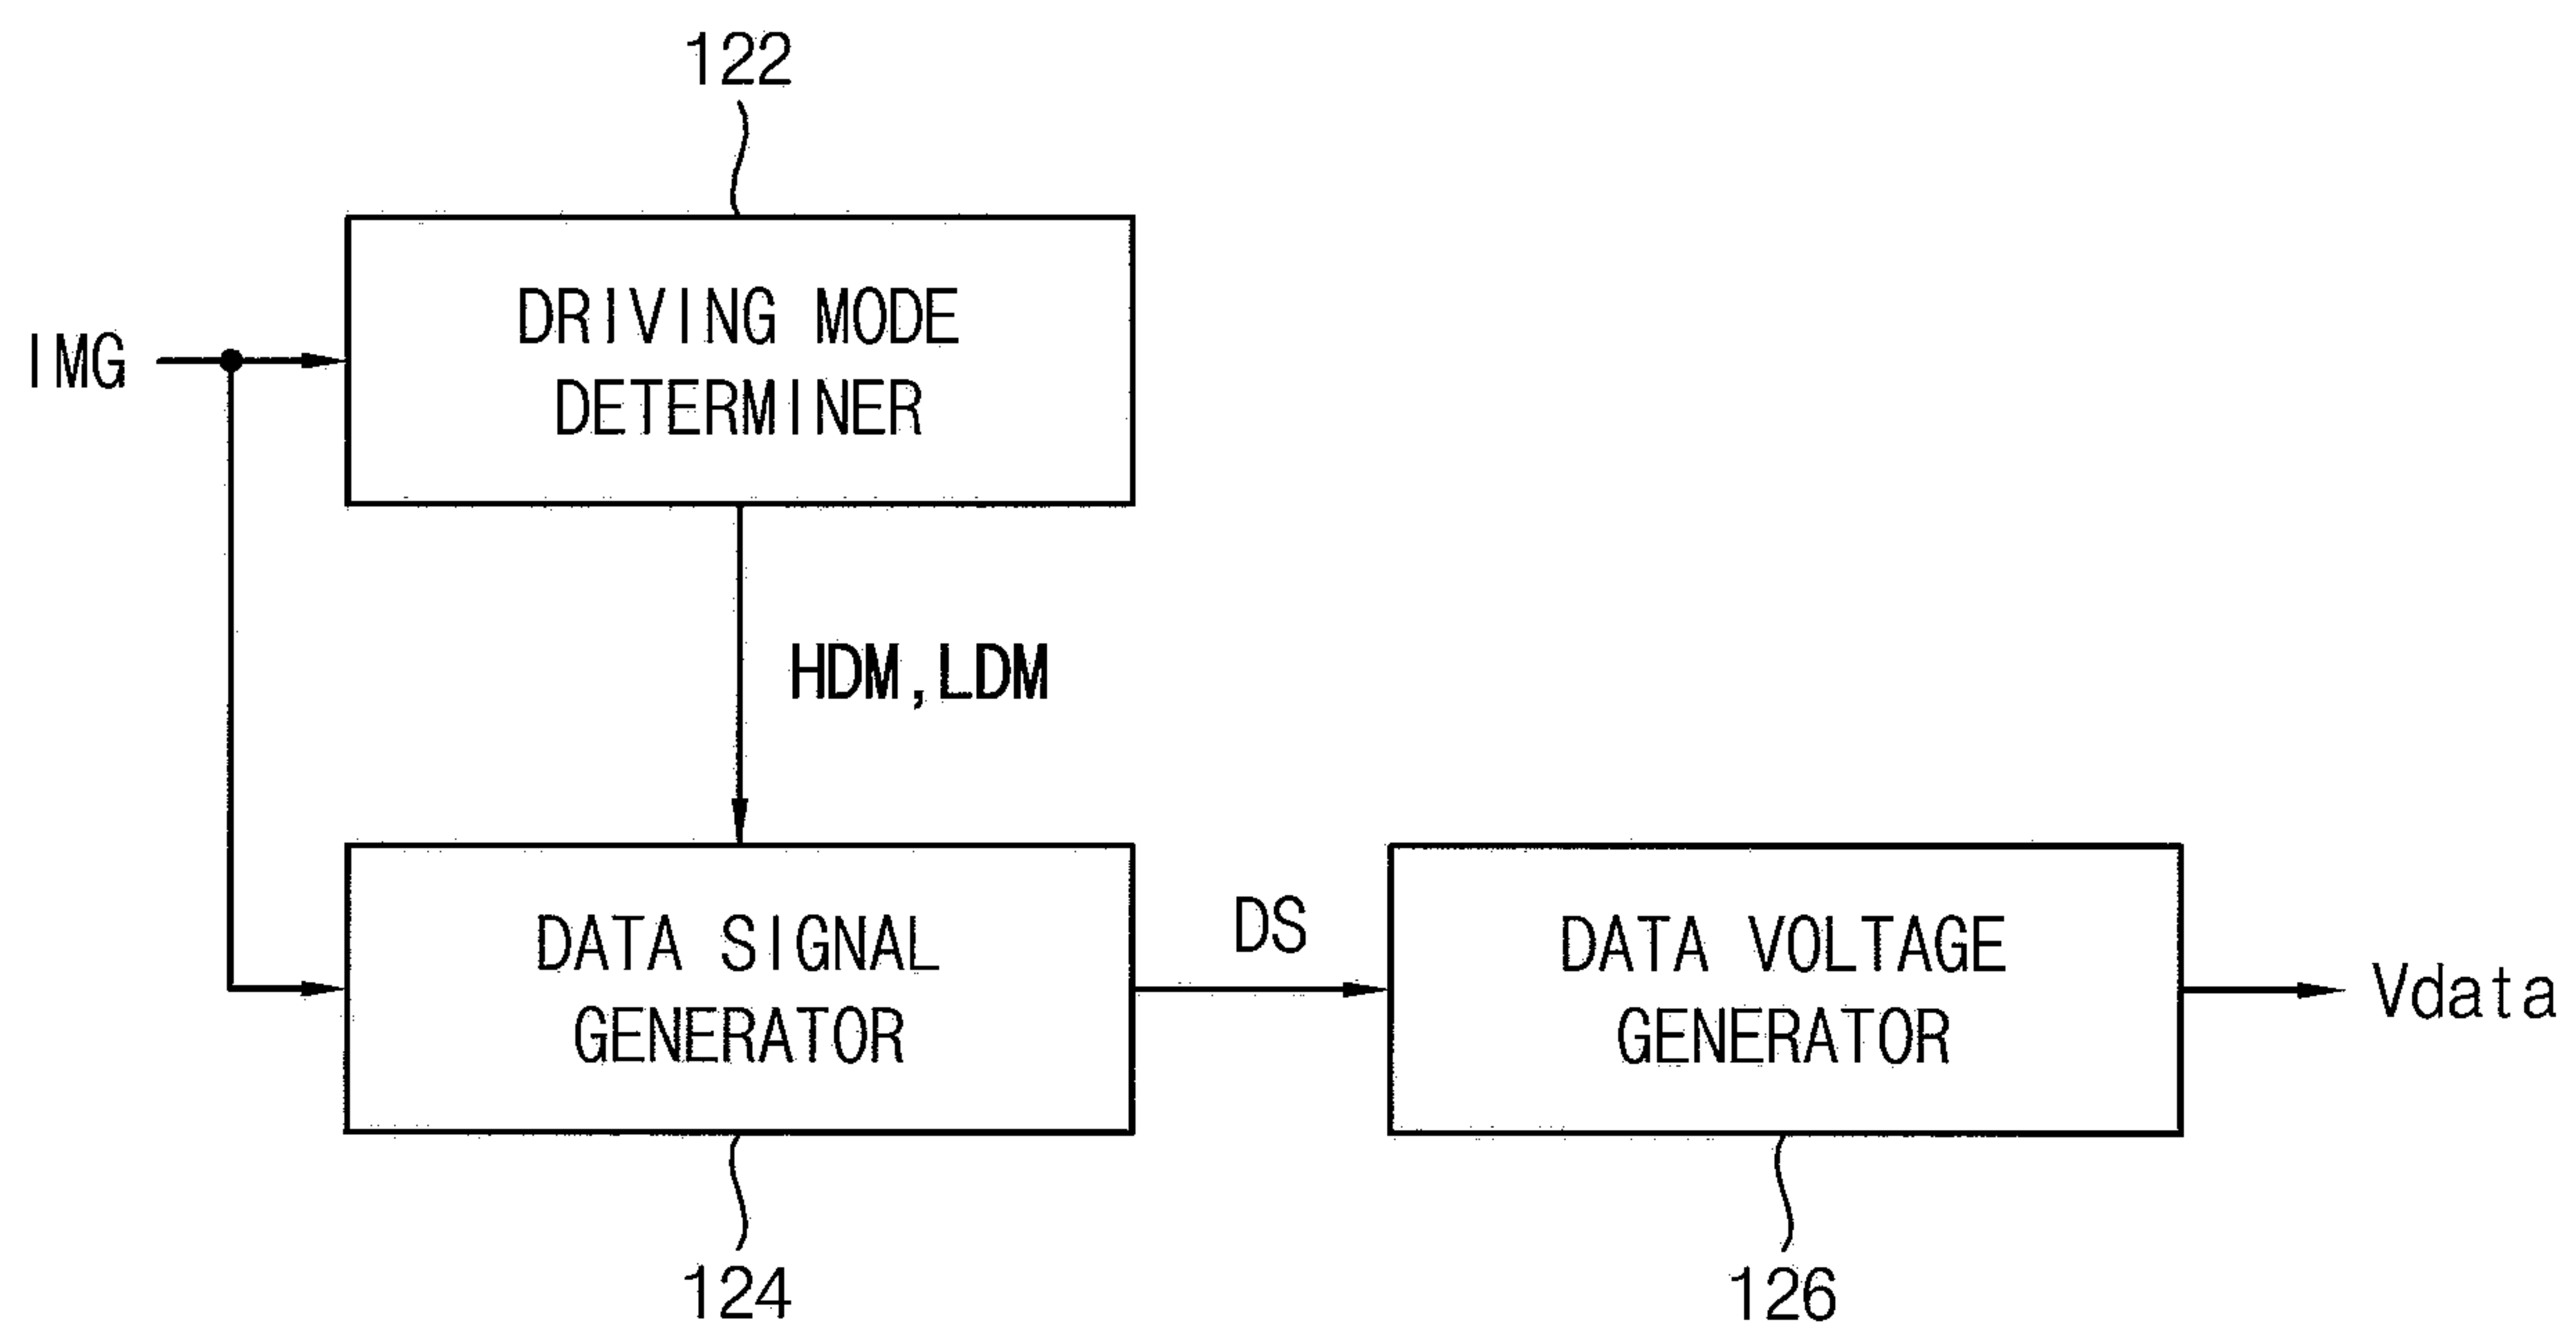 122
DRIVING MODE
DETERMINER
IMG
HDM,LDM
DATA SIGNAL
GENERATOR
DS
DATA VOLTAGE
GENERATOR
Vdata
124
126